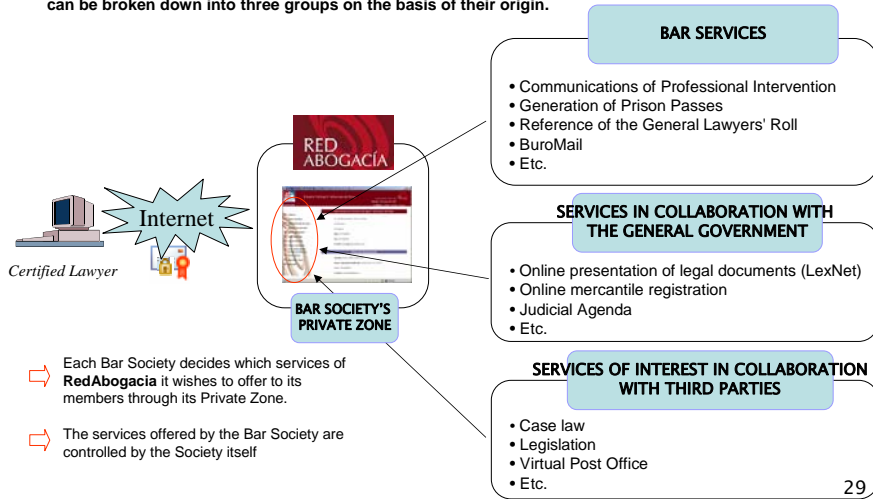 can be broken down into three groups on the basis of their origin.
BAR SERVICES
• Communications of Professional Intervention
• Generation of Prison Passes
• Reference of the General Lawyers' Roll
• BuroMail
• Etc.
RED
ABOGACÍA
Internet
Certified Lawyer
SERVICES IN COLLABORATION WITH
THE GENERAL GOVERNMENT
• Online presentation of legal documents (LexNet)
• Online mercantile registration
• Judicial Agenda
• Etc.
BAR SOCIETY'S
PRIVATE ZONE
Each Bar Society decides which services of
RedAbogacia it wishes to offer to its
members through its Private Zone.
The services offered by the Bar Society are
controlled by the Society itself
SERVICES OF INTEREST IN COLLABORATION
WITH THIRD PARTIES
• Case law
• Legislation
• Virtual Post Office
• Etc.
29